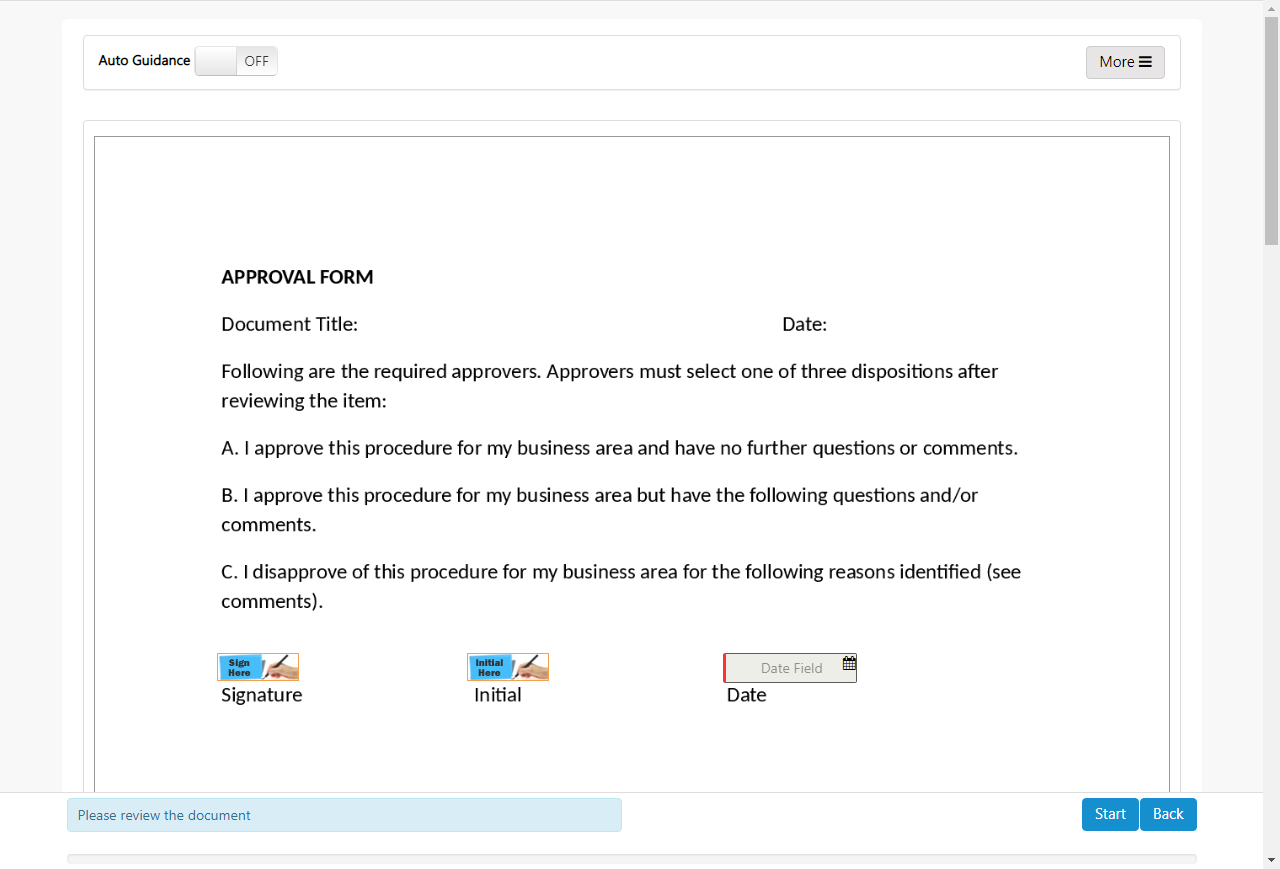 Auto Guidance OFF More
APPROVAL FORM
Document Title: Date:
Following are the required approvers. Approvers must select one of three dispositions after
reviewing the item:
A. I approve this procedure for my business area and have no further questions or comments.
B. I approve this procedure for my business area but have the following questions and/or
comments.
C. I disapprove of this procedure for my business area for the following reasons identified (see
comments).
Sign
Here
Initial
Here
Date Field
Signature Initial Date
Please review the document Start Back